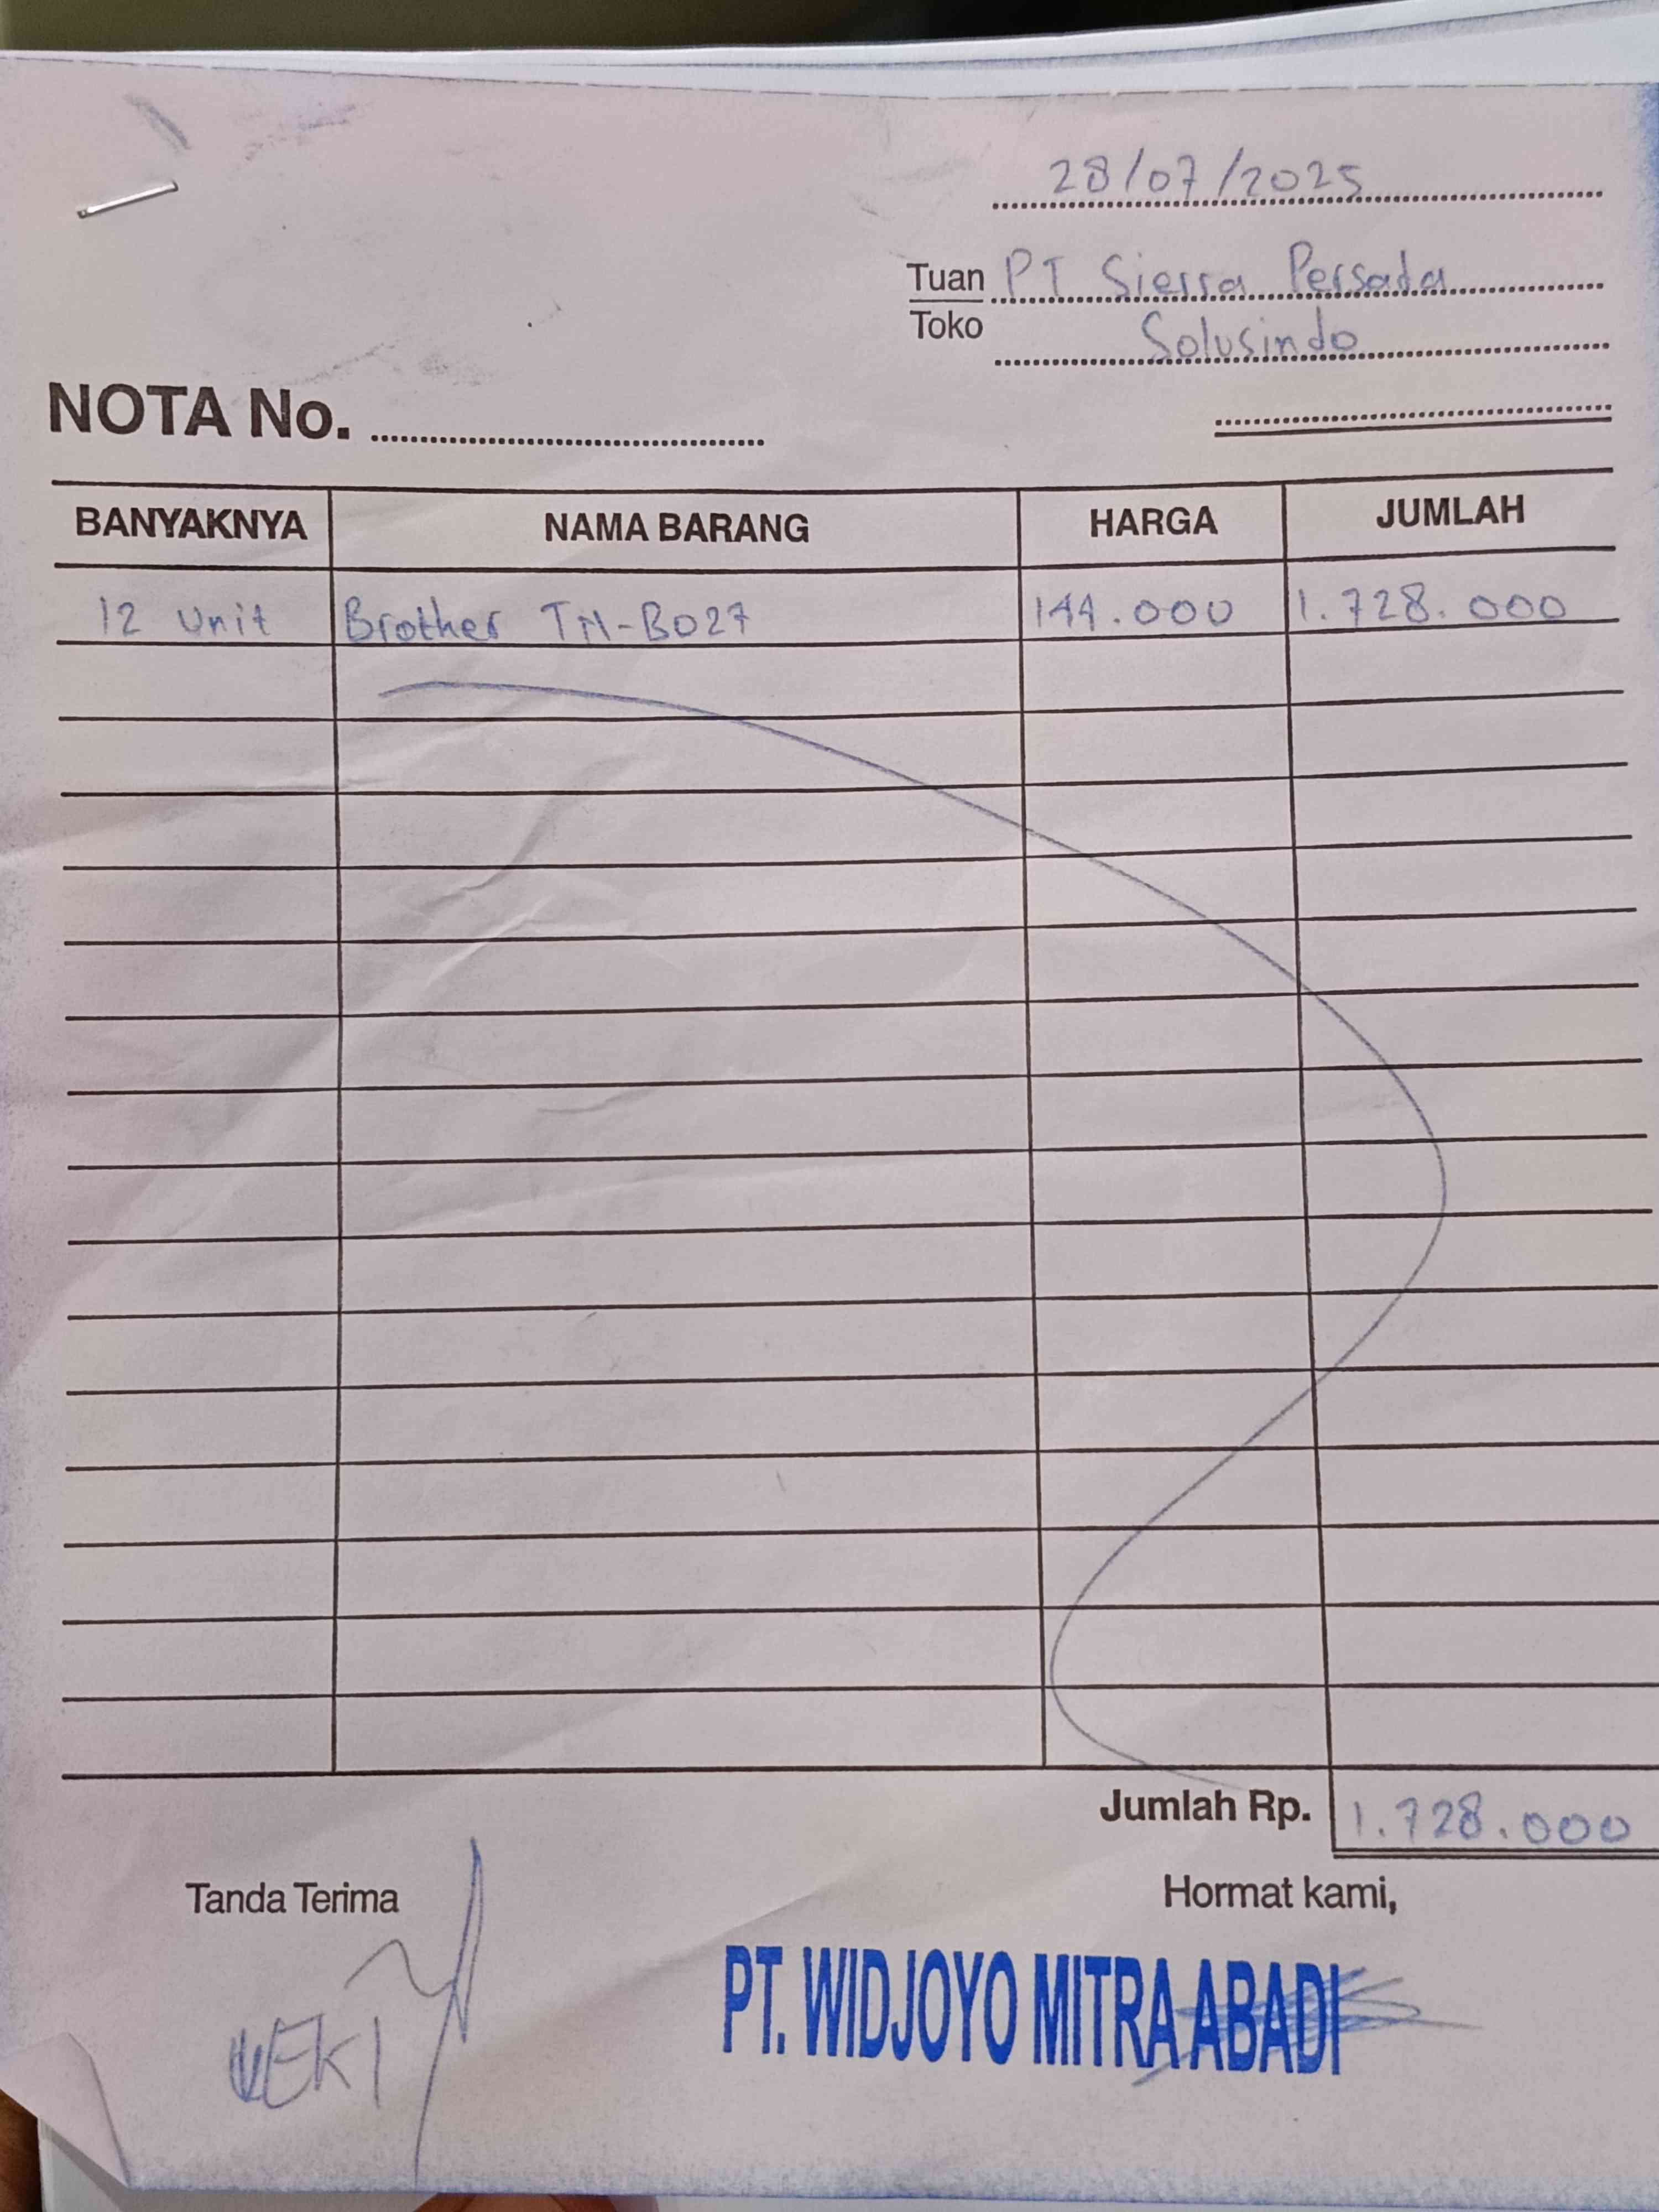 28/07/2025
Tuan PT Sierra Persada
Toko Solusindo
NOTA No.
BANYAKNYA NAMA BARANG HARGA JUMLAH
12 Unit Brother TN-B027 144.000 1.728.000
Jumlah Rp. 1.728.000
Tanda Terima Hormat kami,
PT. WIDJOYO MITRA ABADI